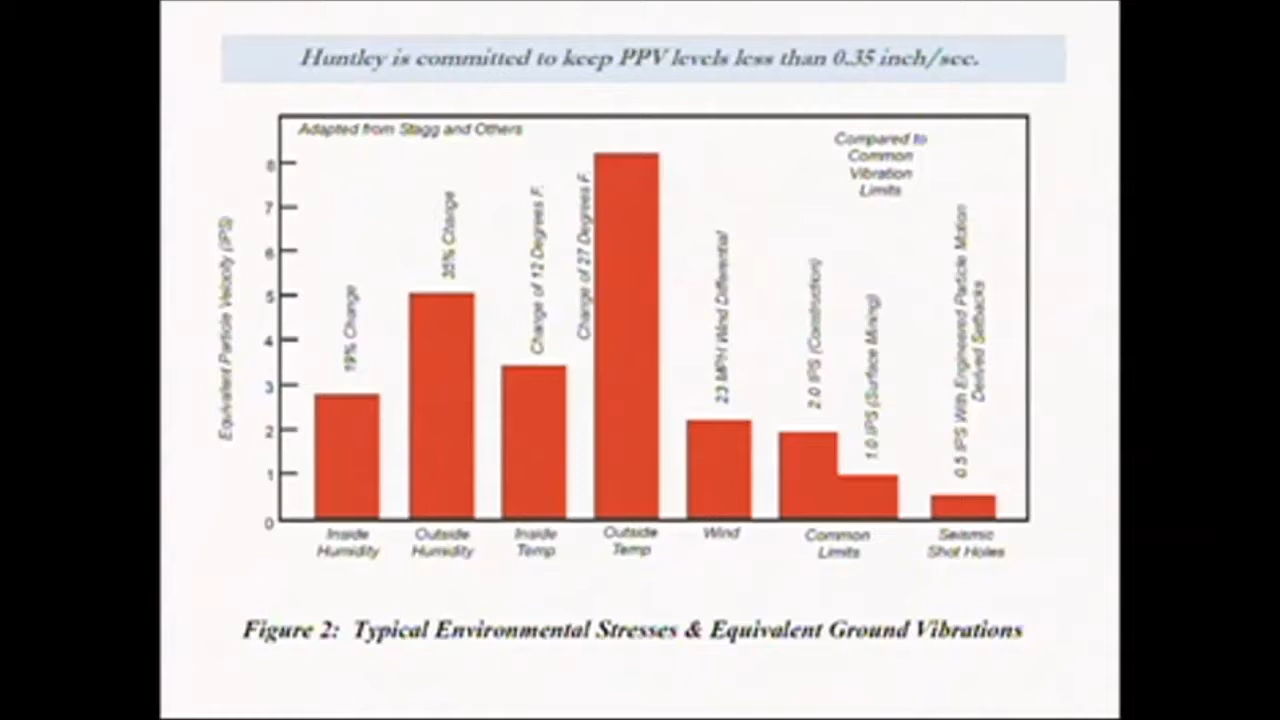 Huntley is committed to keep PPV levels less than 0.35 inch/sec.
Adapted from Stagg and Others
Compared to
Common
Vibration
Limits
Equivalent Particle Velocity (IPS)
8
7
6
5
4
3
2
1
0
19% Change
35% Change
Change of 12 Degrees F.
Change of 27 Degrees F.
23 MPH Wind Differential
2.0 IPS (Construction)
1.0 IPS (Surface Mining)
0.5 IPS With Engineered Particle Motion
Derived Setbacks
Inside
Humidity
Outside
Humidity
Inside
Temp
Outside
Temp
Wind
Common
Limits
Seismic
Shot Holes
Figure 2: Typical Environmental Stresses & Equivalent Ground Vibrations